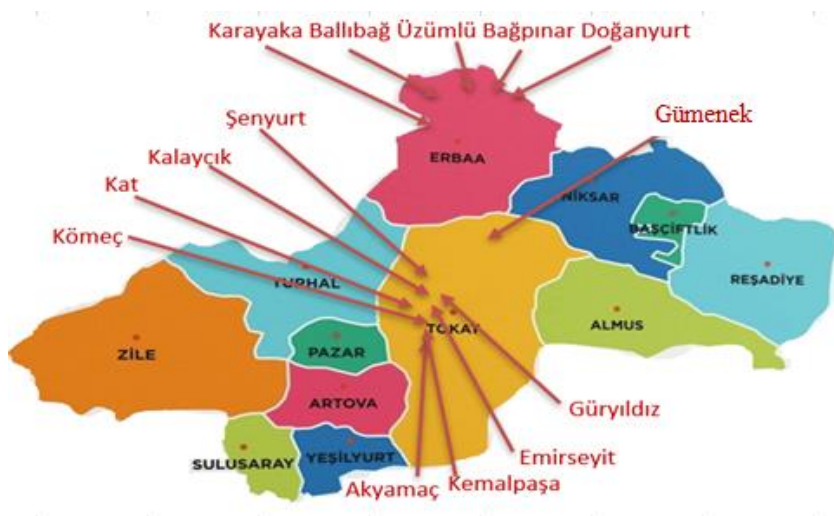 Karayaka Ballıbağ Üzümlü Bağpınar Doğanyurt
Şenyurt
Gümenek
Kalaycık
ERBAA
Kat
NİKSAR
BAŞÇİFTLİK
Kömeç
TURHAL
REŞADİYE
TOKAT
ALMUS
ZİLE
PAZAR
ARTOVA
Güryıldız
SULUSARAY
YEŞİLYURT
Emirseyit
Akyamaç
Kemalpaşa